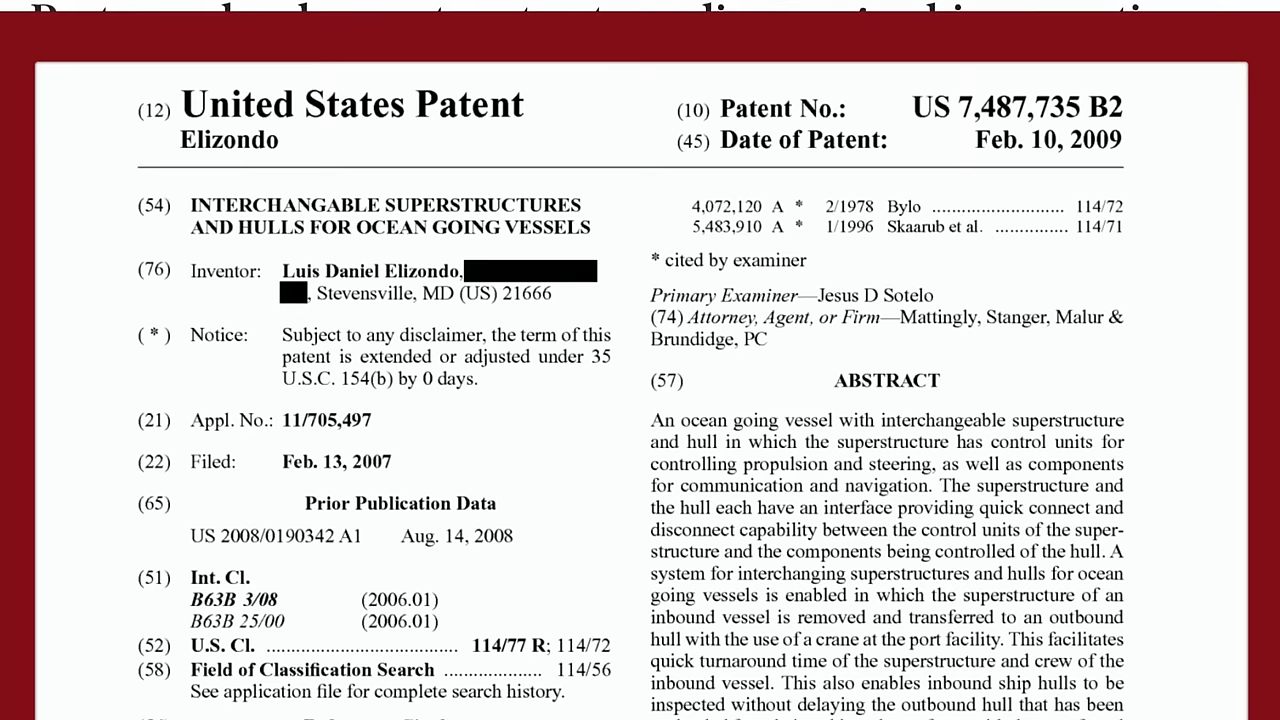 (12) United States Patent
Elizondo
(10) Patent No.: US 7,487,735 B2
(45) Date of Patent: Feb. 10, 2009
(54) INTERCHANGABLE SUPERSTRUCTURES
AND HULLS FOR OCEAN GOING VESSELS
(76) Inventor: Luis Daniel Elizondo,
, Stevensville, MD (US) 21666
( * ) Notice: Subject to any disclaimer, the term of this
patent is extended or adjusted under 35
U.S.C. 154(b) by 0 days.
(21) Appl. No.: 11/705,497
(22) Filed: Feb. 13, 2007
(65) Prior Publication Data
US 2008/0190342 A1 Aug. 14, 2008
(51) Int. Cl.
B63B 3/08 (2006.01)
B63B 25/00 (2006.01)
(52) U.S. Cl. .................................... 114/77 R; 114/72
(58) Field of Classification Search ................... 114/56
See application file for complete search history.
4,072,120 A * 2/1978 Bylo ......................... 114/72
5,483,910 A * 1/1996 Skaarub et al. .............. 114/71
* cited by examiner
Primary Examiner—Jesus D Sotelo
(74) Attorney, Agent, or Firm—Mattingly, Stanger, Malur &
Brundidge, PC
(57) ABSTRACT
An ocean going vessel with interchangeable superstructure
and hull in which the superstructure has control units for
controlling propulsion and steering, as well as components
for communication and navigation. The superstructure and
the hull each have an interface providing quick connect and
disconnect capability between the control units of the super-
structure and the components being controlled of the hull. A
system for interchanging superstructures and hulls for ocean
going vessels is enabled in which the superstructure of an
inbound vessel is removed and transferred to an outbound
hull with the use of a crane at the port facility. This facilitates
quick turnaround time of the superstructure and crew of the
inbound vessel. This also enables inbound ship hulls to be
inspected without delaying the outbound hull that has been